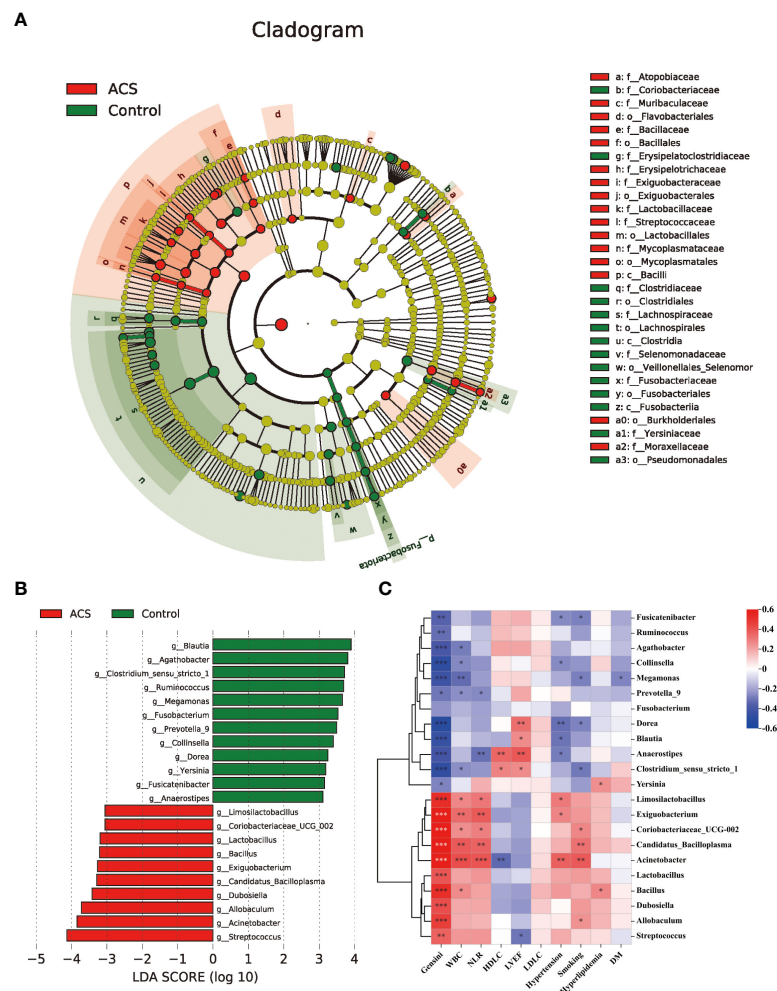 A
Cladogram
ACS
Control
a: f__Atopobiaceae
b: f__Coriobacteriaceae
c: f__Muribaculaceae
d: o__Flavobacteriales
e: f__Bacillaceae
f: o__Bacillales
g: f__Erysipelatoclostridiaceae
h: f__Erysipelotrichaceae
i: f__Exiguobacteraceae
j: o__Exiguobacterales
k: f__Lactobacillaceae
l: f__Streptococcaceae
m: o__Lactobacillales
n: f__Mycoplasmataceae
o: o__Mycoplasmatales
p: c__Bacilli
q: f__Clostridiaceae
r: o__Clostridiales
s: f__Lachnospiraceae
t: o__Lachnospirales
u: c__Clostridia
v: f__Selenomonadaceae
w: o__Veillonellales_Selenomor
x: f__Fusobacteriaceae
y: o__Fusobacteriales
z: c__Fusobacteriia
a0: o__Burkholderiales
a1: f__Yersiniaceae
a2: f__Moraxellaceae
a3: o__Pseudomonadales
d
c
b
a
f
e
g
h
i
j
p
k
m
l
o
n
r
q
s
t
u
v
w
x
y
z
p__Fusobacteriota
a0
a1
a2
a3
B
ACS
Control
g__Blautia
g__Agathobacter
g__Clostridium_sensu_stricto_1
g__Ruminococcus
g__Megamonas
g__Fusobacterium
g__Prevotella_9
g__Collinsella
g__Dorea
g__Yersinia
g__Fusicatenibacter
g__Anaerostipes
g__Limosilactobacillus
g__Coriobacteriaceae_UCG_002
g__Lactobacillus
g__Bacillus
g__Exiguobacterium
g__Candidatus_Bacilloplasma
g__Dubosiella
g__Allobaculum
g__Acinetobacter
g__Streptococcus
−5 −4 −3 −2 −1 0 1 2 3 4
LDA SCORE (log 10)
C
Fusicatenibacter
Ruminococcus
Agathobacter
Collinsella
Megamonas
Prevotella_9
Fusobacterium
Dorea
Blautia
Anaerostipes
Clostridium_sensu_stricto_1
Yersinia
Limosilactobacillus
Exiguobacterium
Coriobacteriaceae_UCG-002
Candidatus_Bacilloplasma
Acinetobacter
Lactobacillus
Bacillus
Dubosiella
Allobaculum
Streptococcus
Gensini WBC NLR HDLC LVEF LDLC Hypertension Smoking Hyperlipidemia DM
0.6
0.4
0.2
0
-0.2
-0.4
-0.6